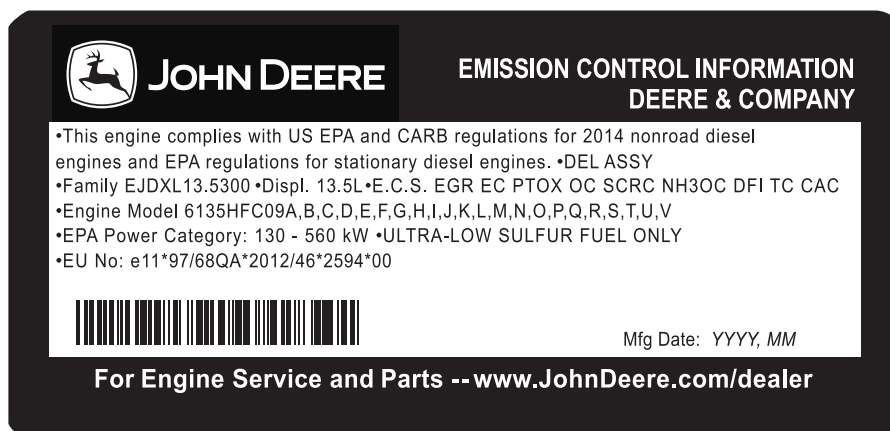 JOHN DEERE
EMISSION CONTROL INFORMATION
DEERE & COMPANY
•This engine complies with US EPA and CARB regulations for 2014 nonroad diesel
engines and EPA regulations for stationary diesel engines. •DEL ASSY
•Family EJDXL13.5300 •Displ. 13.5L•E.C.S. EGR EC PTOX OC SCRC NH3OC DFI TC CAC
•Engine Model 6135HFC09A,B,C,D,E,F,G,H,I,J,K,L,M,N,O,P,Q,R,S,T,U,V
•EPA Power Category: 130 - 560 kW •ULTRA-LOW SULFUR FUEL ONLY
•EU No: e11*97/68QA*2012/46*2594*00
Mfg Date: YYYY, MM
For Engine Service and Parts -- www.JohnDeere.com/dealer